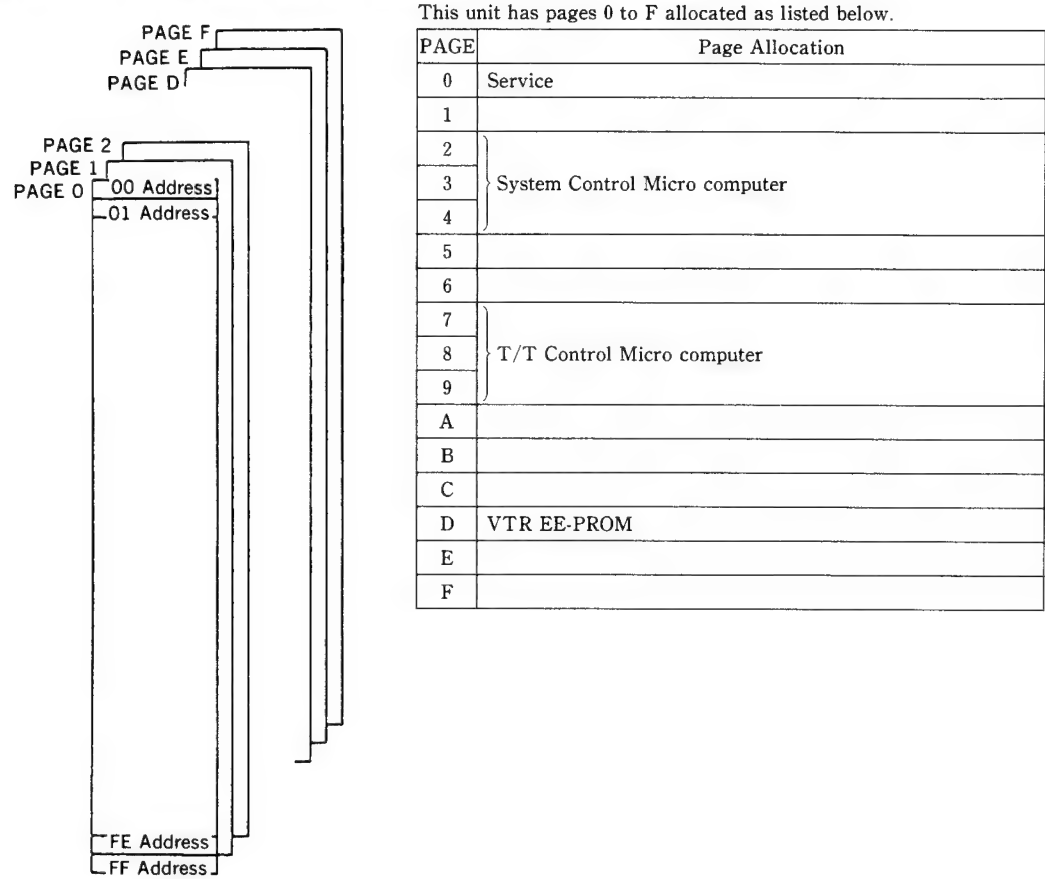 PAGE F
PAGE E
PAGE D
PAGE 2
PAGE 1
PAGE 0
00 Address
01 Address
FE Address
FF Address
This unit has pages 0 to F allocated as listed below.
PAGE Page Allocation
0 Service
1
2
3 System Control Micro computer
4
5
6
7
8 T/T Control Micro computer
9
A
B
C
D VTR EE-PROM
E
F